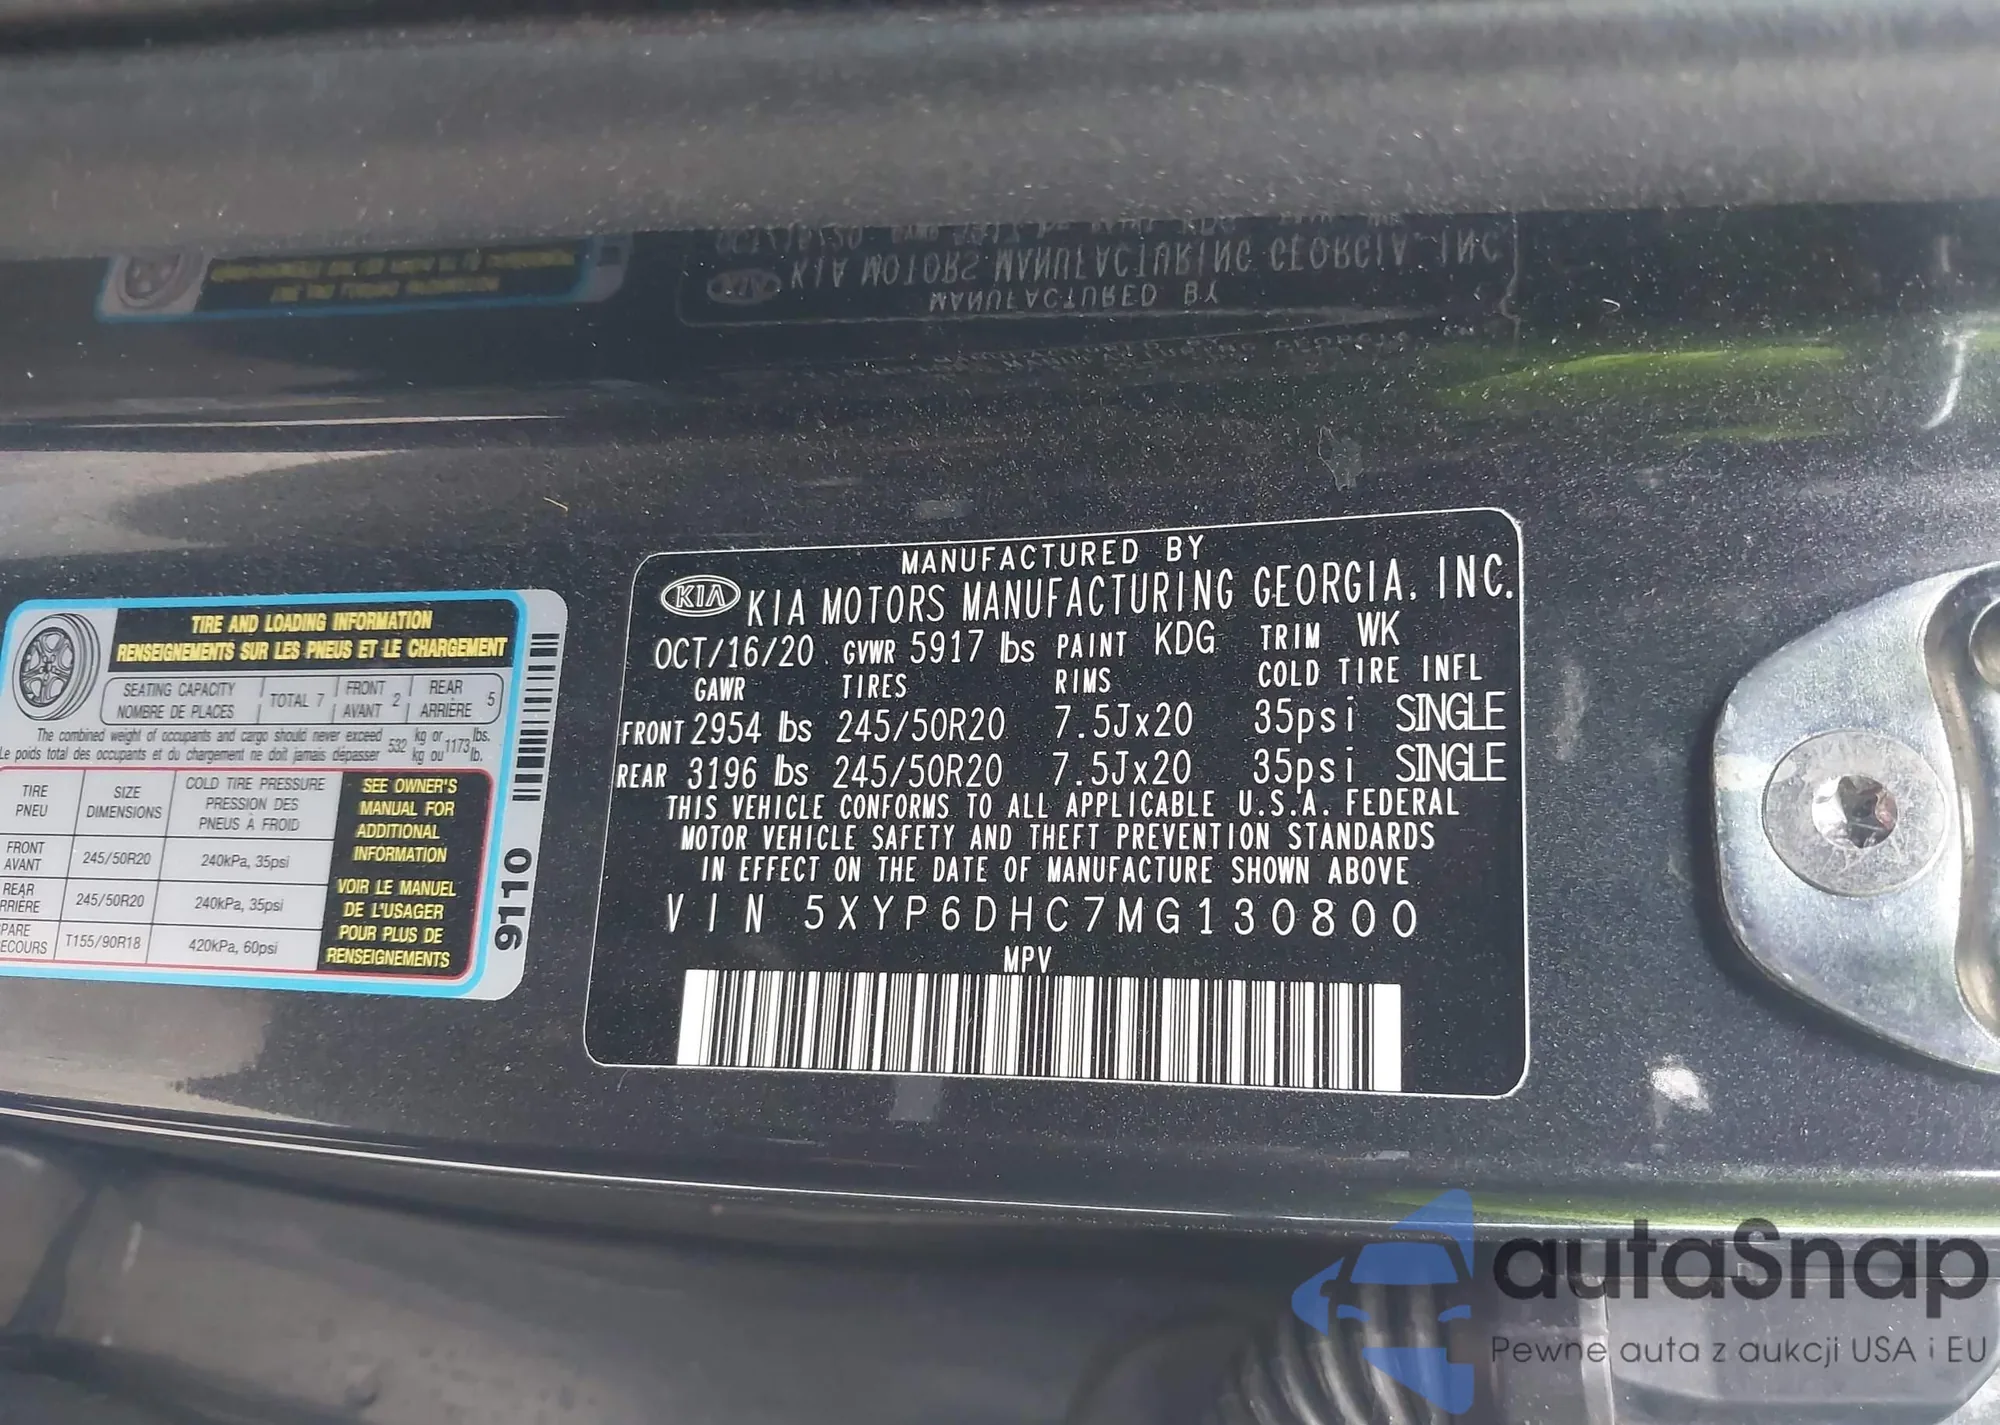 TIRE AND LOADING INFORMATION
RENSEIGNEMENTS SUR LES PNEUS ET LE CHARGEMENT
SEATING CAPACITY
NOMBRE DE PLACES
TOTAL 7
FRONT
AVANT
2
REAR
ARRIÈRE
5
The combined weight of occupants and cargo should never exceed 532 kg or 1173 lbs.
Le poids total des occupants et du chargement ne doit jamais dépasser kg ou lb.
TIRE
PNEU
SIZE
DIMENSIONS
COLD TIRE PRESSURE
PRESSION DES
PNEUS À FROID
FRONT
AVANT
245/50R20
240kPa, 35psi
REAR
RRIÈRE
245/50R20
240kPa, 35psi
PARE
ECOURS
T155/90R18
420kPa, 60psi
SEE OWNER'S
MANUAL FOR
ADDITIONAL
INFORMATION
VOIR LE MANUEL
DE L'USAGER
POUR PLUS DE
RENSEIGNEMENTS
9110
MANUFACTURED BY
KIA KIA MOTORS MANUFACTURING GEORGIA, INC.
OCT/16/20 GVWR 5917 lbs PAINT KDG TRIM WK
GAWR TIRES RIMS COLD TIRE INFL
FRONT 2954 lbs 245/50R20 7.5Jx20 35psi SINGLE
REAR 3196 lbs 245/50R20 7.5Jx20 35psi SINGLE
THIS VEHICLE CONFORMS TO ALL APPLICABLE U.S.A. FEDERAL
MOTOR VEHICLE SAFETY AND THEFT PREVENTION STANDARDS
IN EFFECT ON THE DATE OF MANUFACTURE SHOWN ABOVE
VIN 5XYP6DHC7MG130800
MPV
autaSnap
Pewne auta z aukcji USA i EU